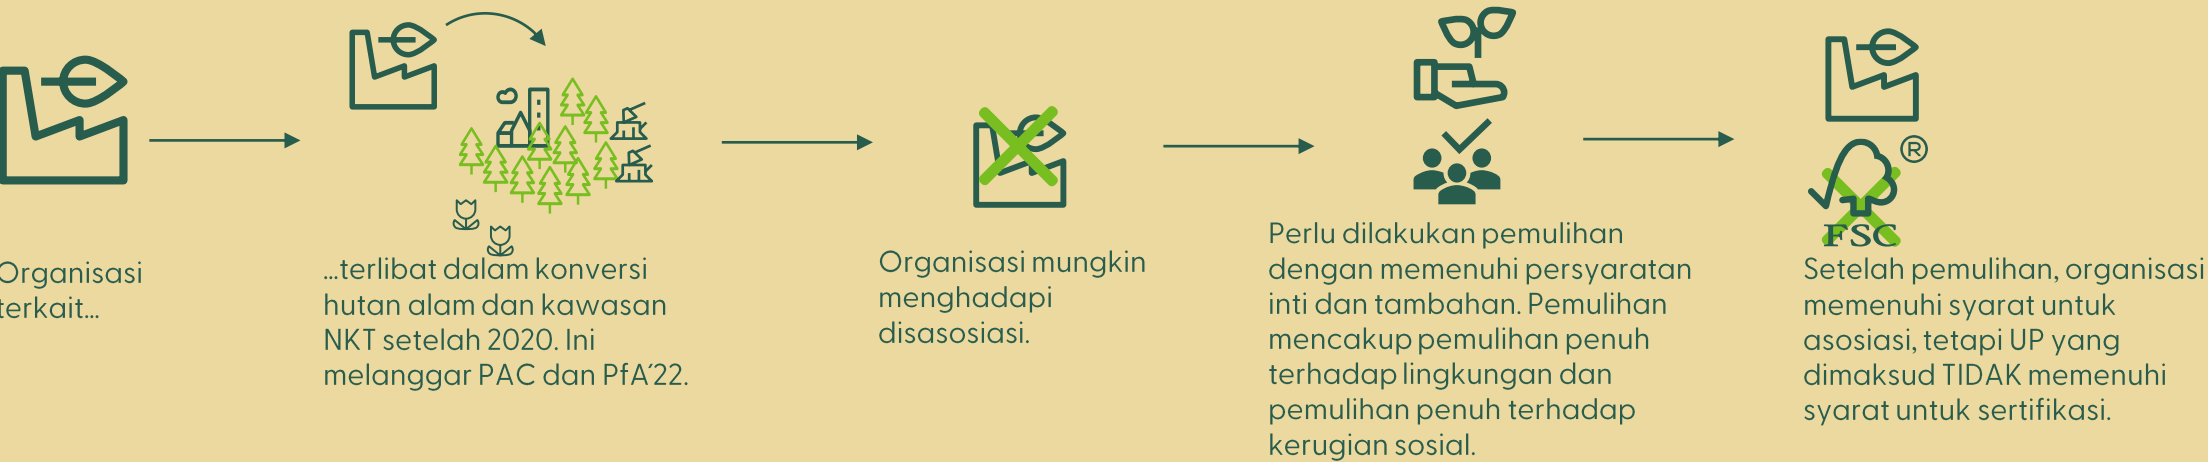 Organisasi
terkait...
...terlibat dalam konversi
hutan alam dan kawasan
NKT setelah 2020. Ini
melanggar PAC dan PfA´22.
Organisasi mungkin
menghadapi
disasosiasi.
Perlu dilakukan pemulihan
dengan memenuhi persyaratan
inti dan tambahan. Pemulihan
mencakup pemulihan penuh
terhadap lingkungan dan
pemulihan penuh terhadap
kerugian sosial.
®
FSC
Setelah pemulihan, organisasi
memenuhi syarat untuk
asosiasi, tetapi UP yang
dimaksud TIDAK memenuhi
syarat untuk sertifikasi.